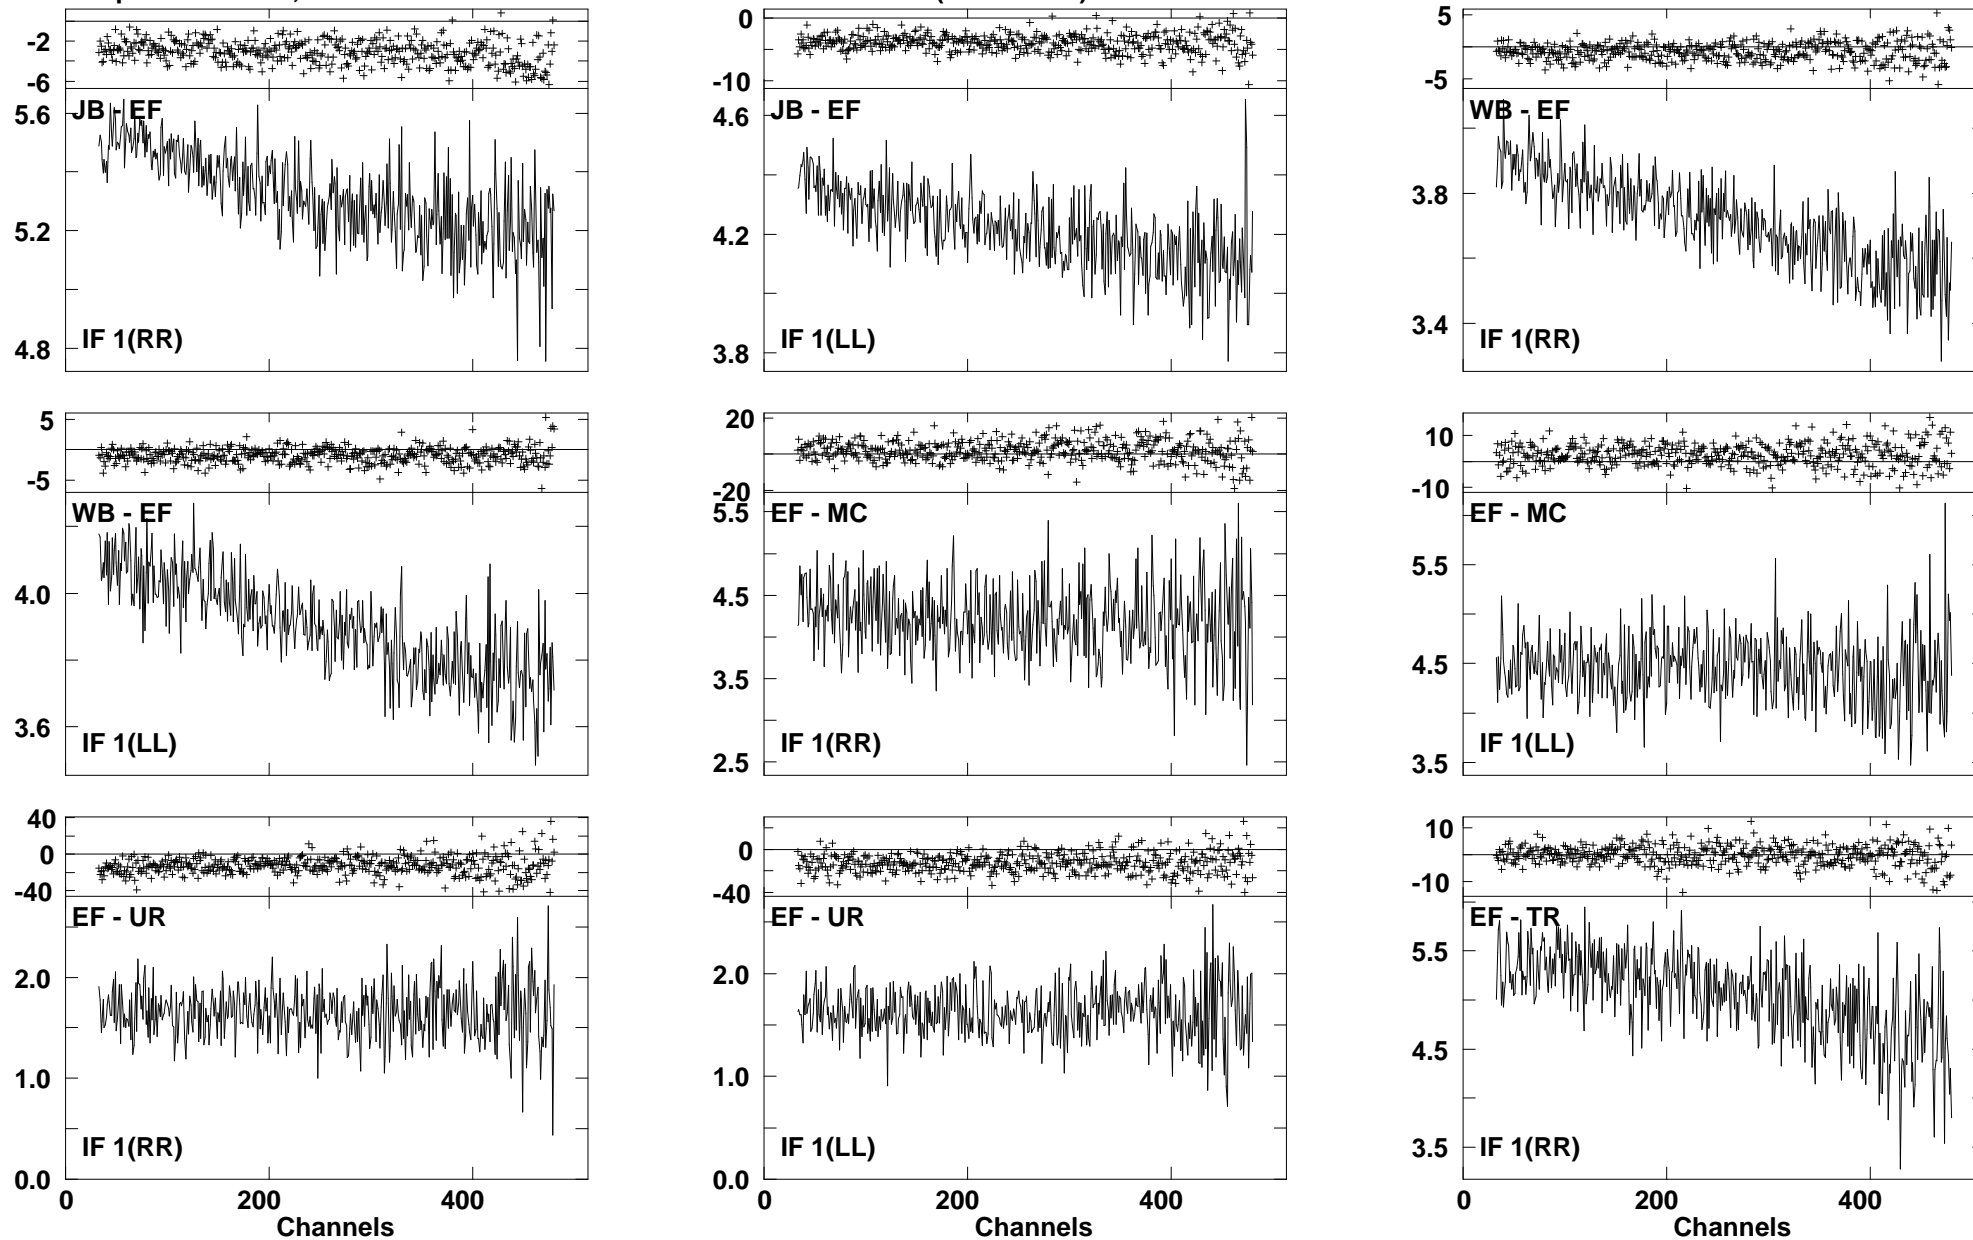 -2
-6
5.6
5.2
4.8
JB - EF
IF 1(RR)
0
-10
4.6
4.2
3.8
JB - EF
IF 1(LL)
5
-5
3.8
3.4
WB - EF
IF 1(RR)
5
-5
4.0
3.6
WB - EF
IF 1(LL)
20
-20
5.5
4.5
3.5
2.5
EF - MC
IF 1(RR)
10
-10
5.5
4.5
3.5
EF - MC
IF 1(LL)
40
0
-40
2.0
1.0
0.0
EF - UR
IF 1(RR)
0 200 400
Channels
0
-40
2.0
1.0
0.0
EF - UR
IF 1(LL)
0 200 400
Channels
10
-10
5.5
4.5
3.5
EF - TR
IF 1(RR)
0 200 400
Channels